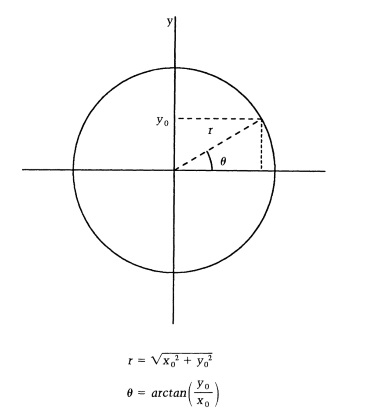 y
y₀
r
θ
r = √(x₀² + y₀²)
θ = arctan(y₀/x₀)